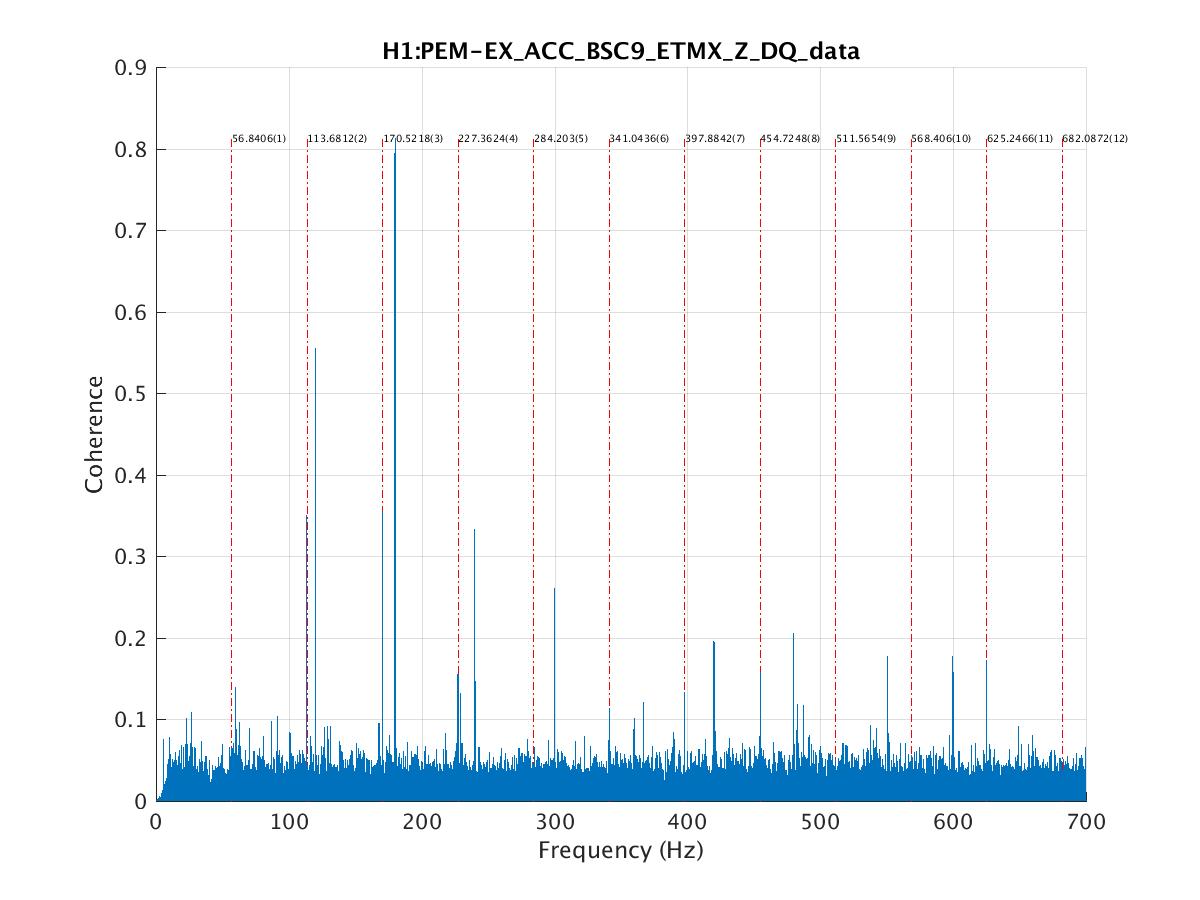 H1:PEM-EX_ACC_BSC9_ETMX_Z_DQ_data
0.9
0.8
0.7
0.6
0.5
0.4
0.3
0.2
0.1
0
Coherence
56.8406(1) 113.6812(2) 170.5218(3) 227.3624(4) 284.203(5) 341.0436(6) 397.8842(7) 454.7248(8) 511.5654(9) 568.406(10) 625.2466(11) 682.0872(12)
0 100 200 300 400 500 600 700
Frequency (Hz)